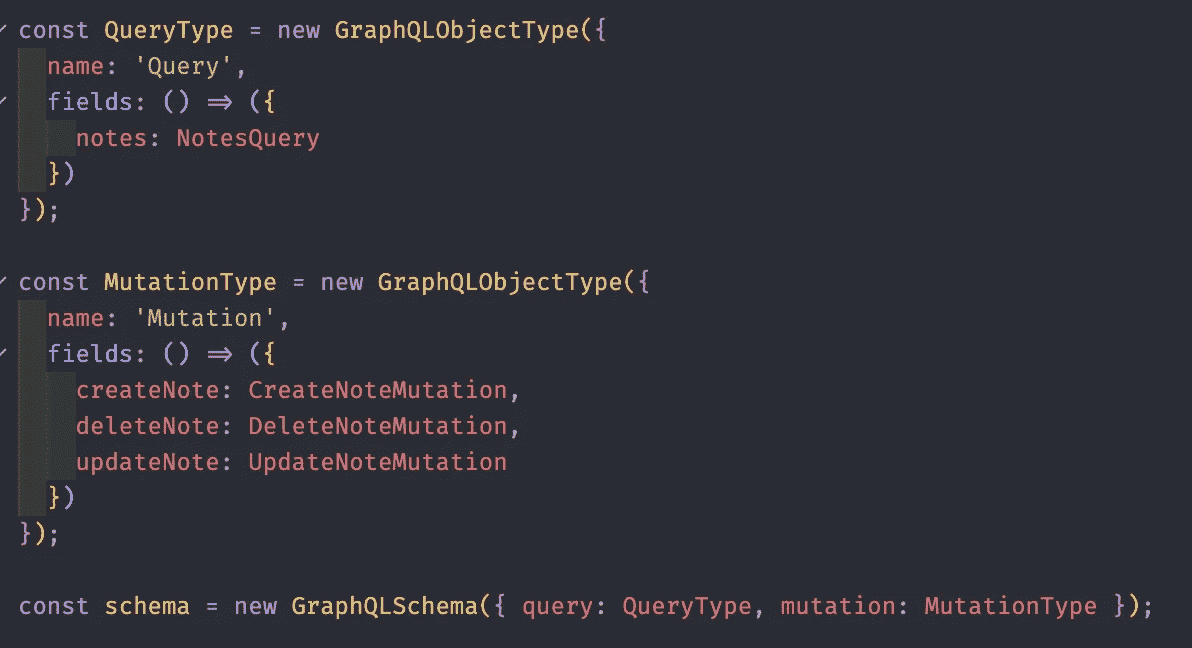 const QueryType = new GraphQLObjectType({
  name: 'Query',
  fields: () => ({
    notes: NotesQuery
  })
});

const MutationType = new GraphQLObjectType({
  name: 'Mutation',
  fields: () => ({
    createNote: CreateNoteMutation,
    deleteNote: DeleteNoteMutation,
    updateNote: UpdateNoteMutation
  })
});

const schema = new GraphQLSchema({ query: QueryType, mutation: MutationType });